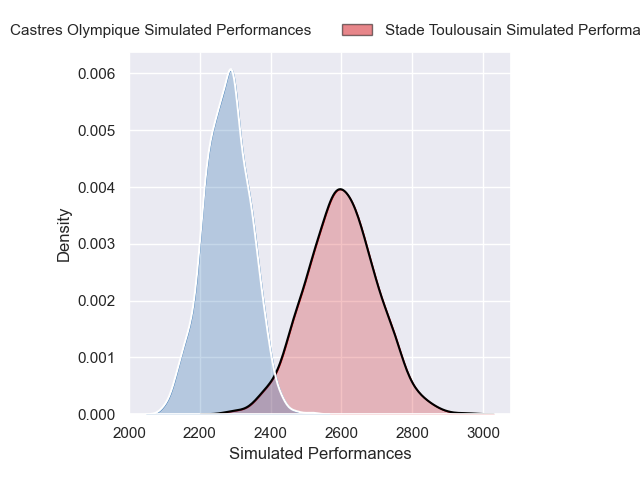 Castres Olympique Simulated Performances
Stade Toulousain Simulated Performa
0.006
0.005
0.004
0.003
0.002
0.001
0.000
Density
2000 2200 2400 2600 2800 3000
Simulated Performances